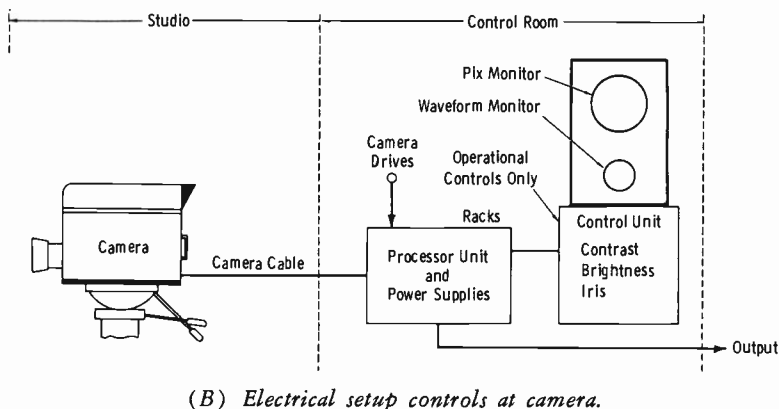 Studio
Control Room
Pix Monitor
Waveform Monitor
Camera
Drives
Operational
Controls Only
Racks
Camera
Camera Cable
Processor Unit
and
Power Supplies
Control Unit
Contrast
Brightness
Iris
Output
(B) Electrical setup controls at camera.